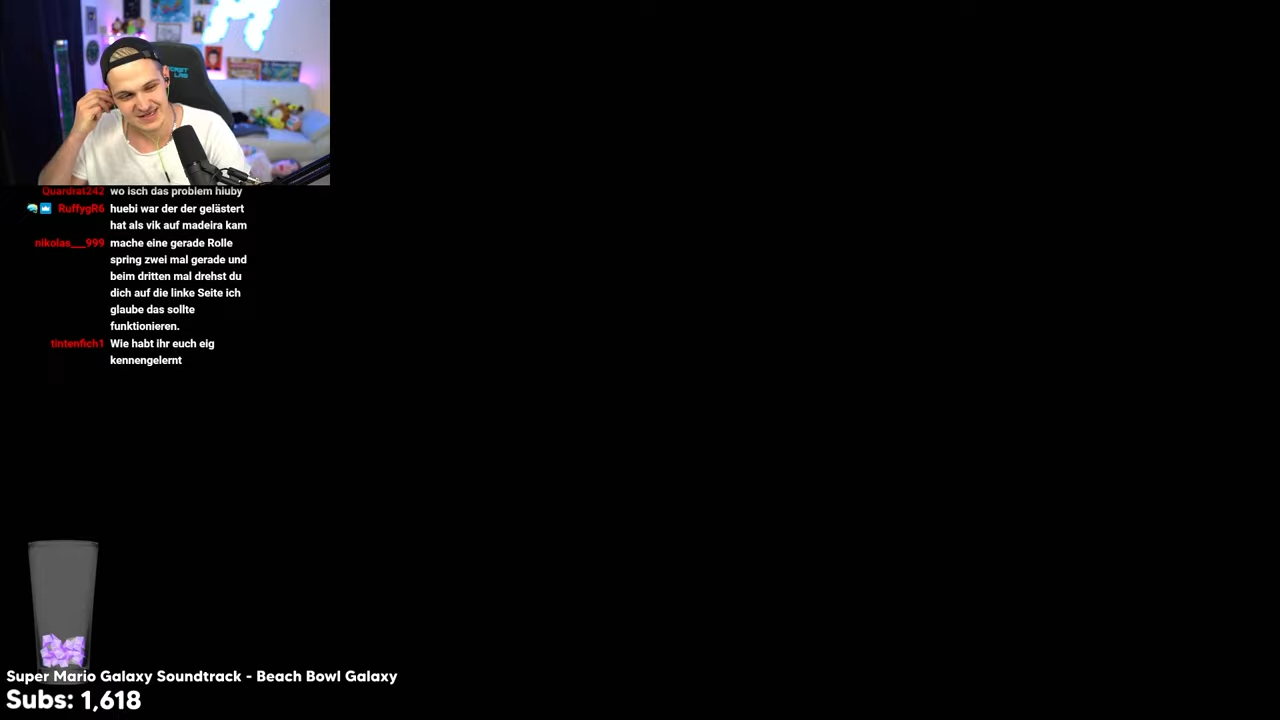 Quardrat242 wo isch das problem hiuby
RuffygR6 huebi war der der gelästert
hat als vik auf madeira kam
nikolas___999 mache eine gerade Rolle
spring zwei mal gerade und
beim dritten mal drehst du
dich auf die linke Seite ich
glaube das sollte
funktionieren.
tintenfich1 Wie habt ihr euch eig
kennengelernt
Super Mario Galaxy Soundtrack - Beach Bowl Galaxy
Subs: 1,618